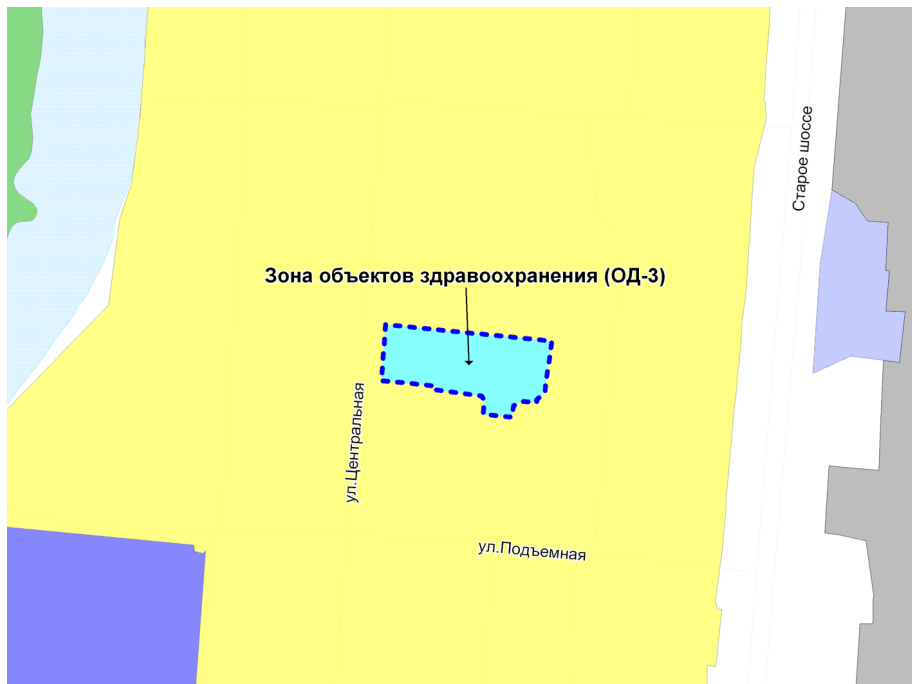 Старое шоссе
Зона объектов здравоохранения (ОД-3)
ул.Центральная
ул.Подъемная